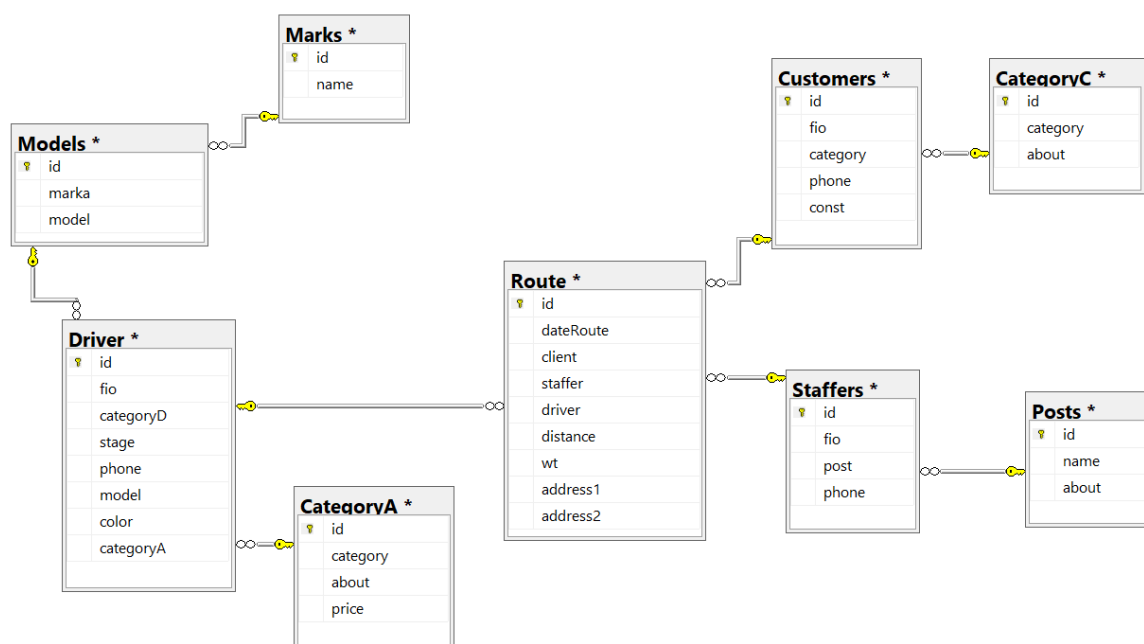 Marks *
id
name
Models *
id
marka
model
Driver *
id
fio
categoryD
stage
phone
model
color
categoryA
CategoryA *
id
category
about
price
Route *
id
dateRoute
client
staffer
driver
distance
wt
address1
address2
Customers *
id
fio
category
phone
const
CategoryC *
id
category
about
Staffers *
id
fio
post
phone
Posts *
id
name
about